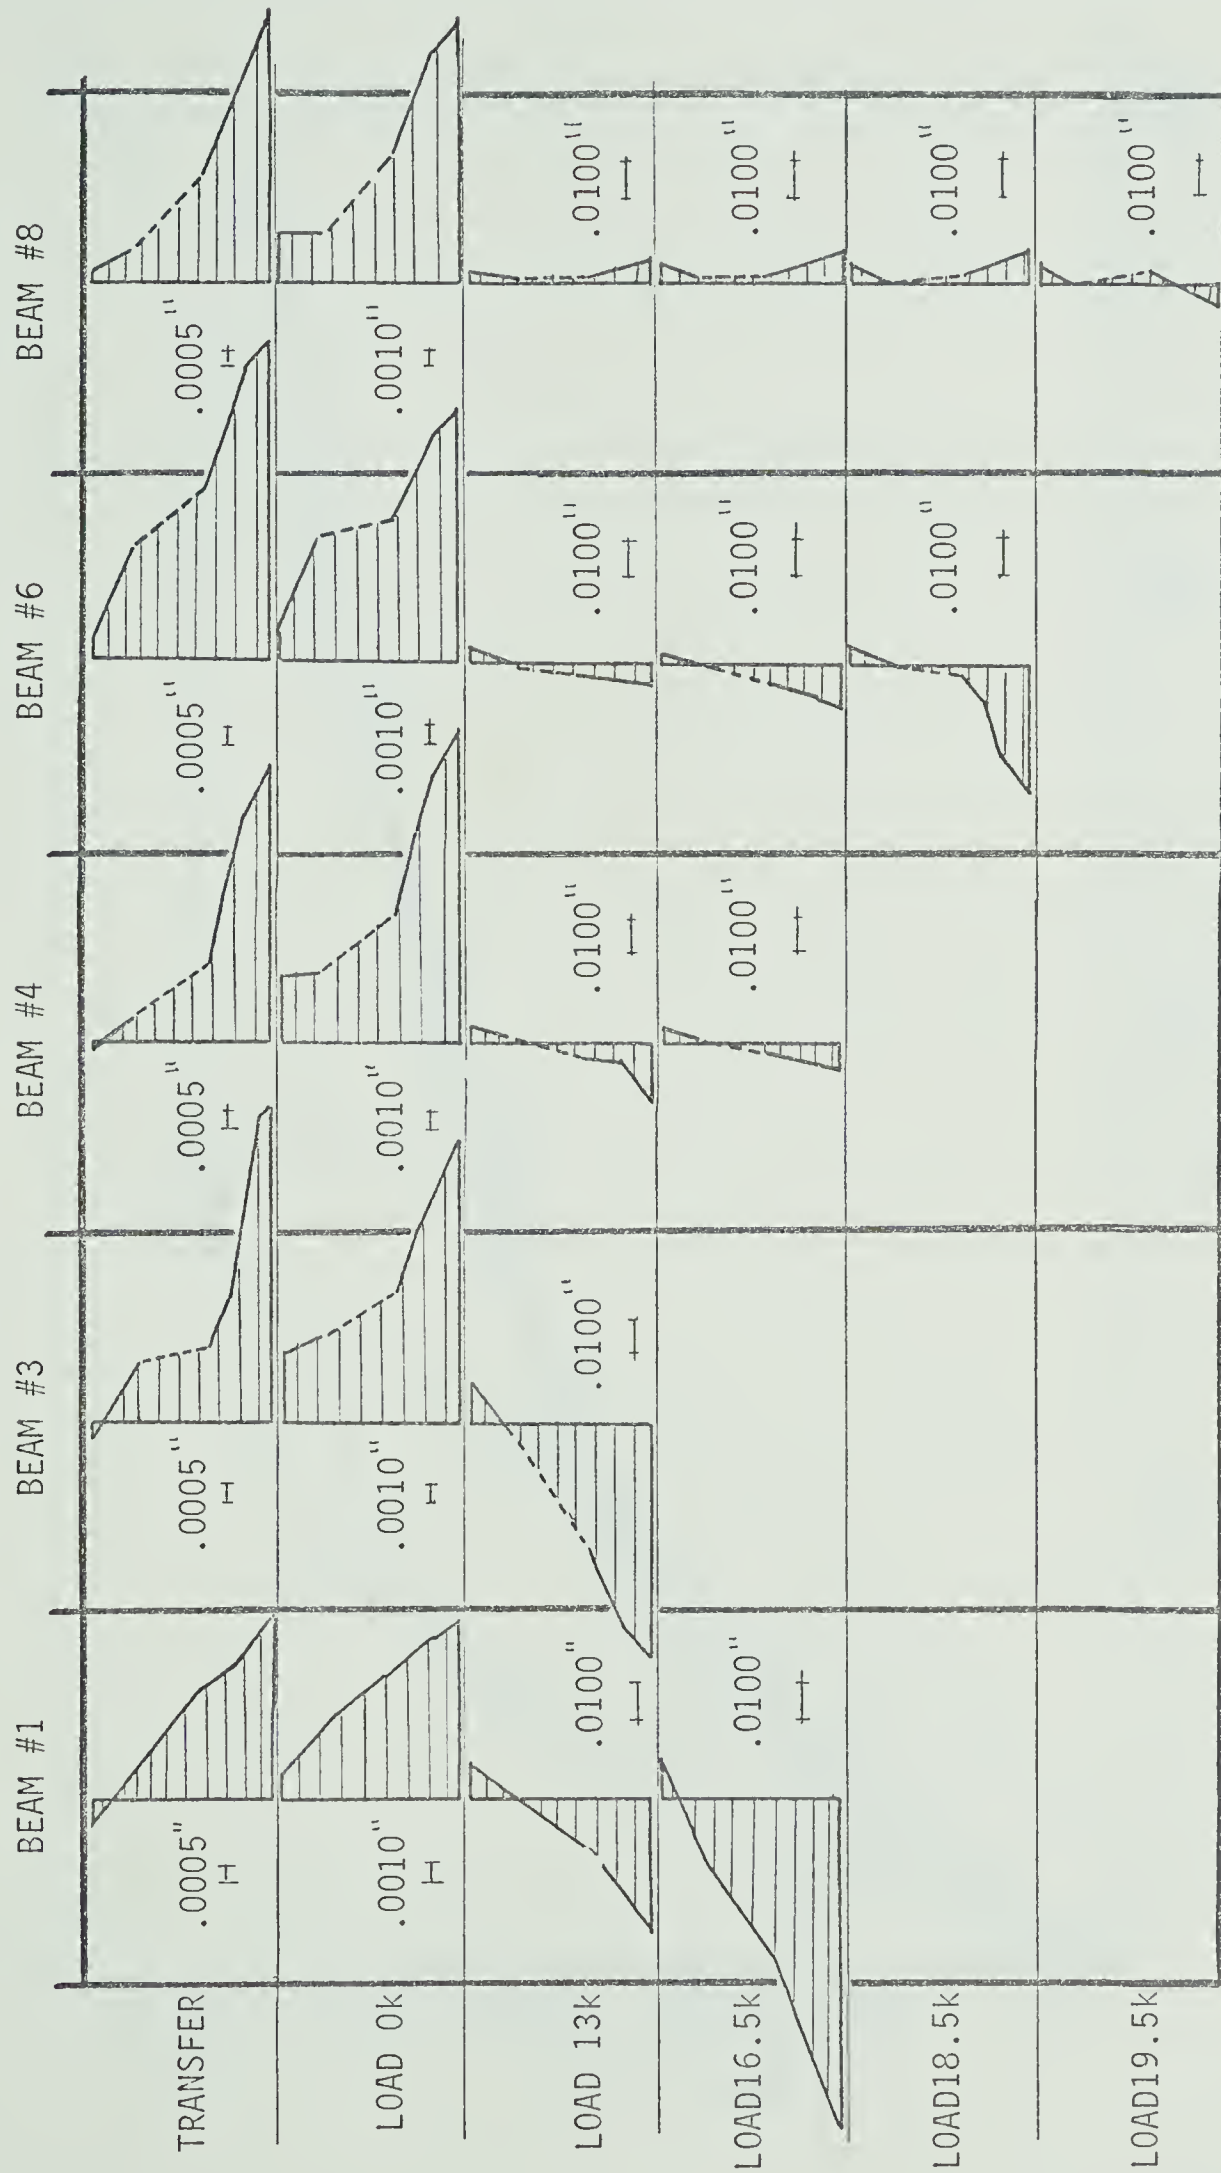 BEAM #1 BEAM #3 BEAM #4 BEAM #6 BEAM #8
TRANSFER .0005" .0005" .0005" .0005" .0005"
LOAD 0k .0010" .0010" .0010" .0010" .0010"
LOAD 13k .0100" .0100" .0100" .0100" .0100"
LOAD16.5k .0100" .0100" .0100" .0100"
LOAD18.5k .0100" .0100"
LOAD19.5k .0100"